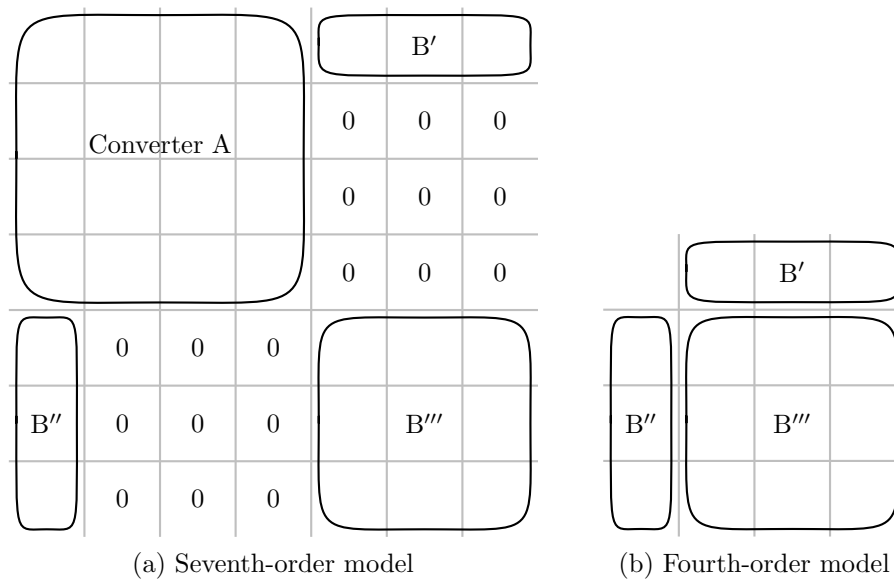 B′
Converter A
0 0 0
0 0 0
0 0 0
B′
0 0 0
B″ 0 0 0 B‴
0 0 0
B″ B‴
(a) Seventh-order model
(b) Fourth-order model